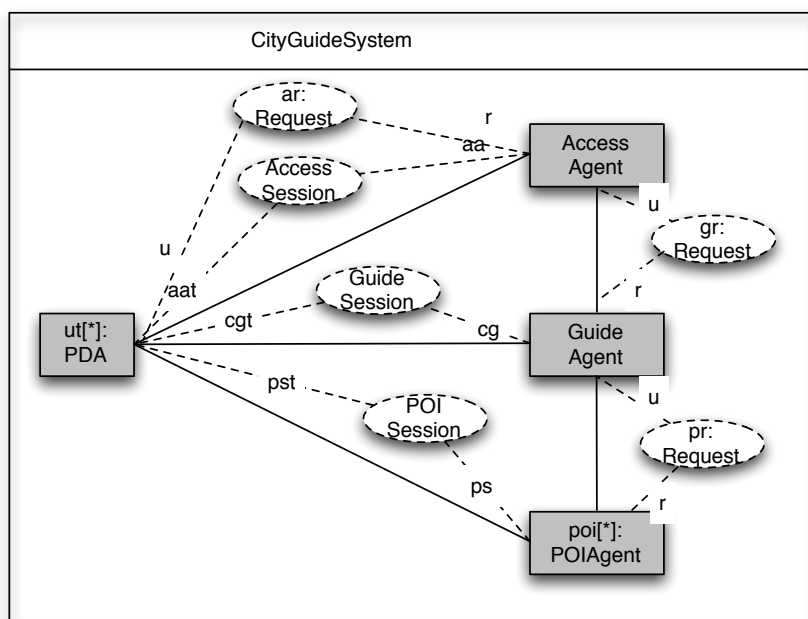 CityGuideSystem
ar:
Request
r
Access
Agent
aa
Access
Session
u
gr:
Request
u
aat
r
Guide
Session
ut[*]:
PDA
cgt
cg
Guide
Agent
pst
u
POI
Session
pr:
Request
ps
r
poi[*]:
POIAgent